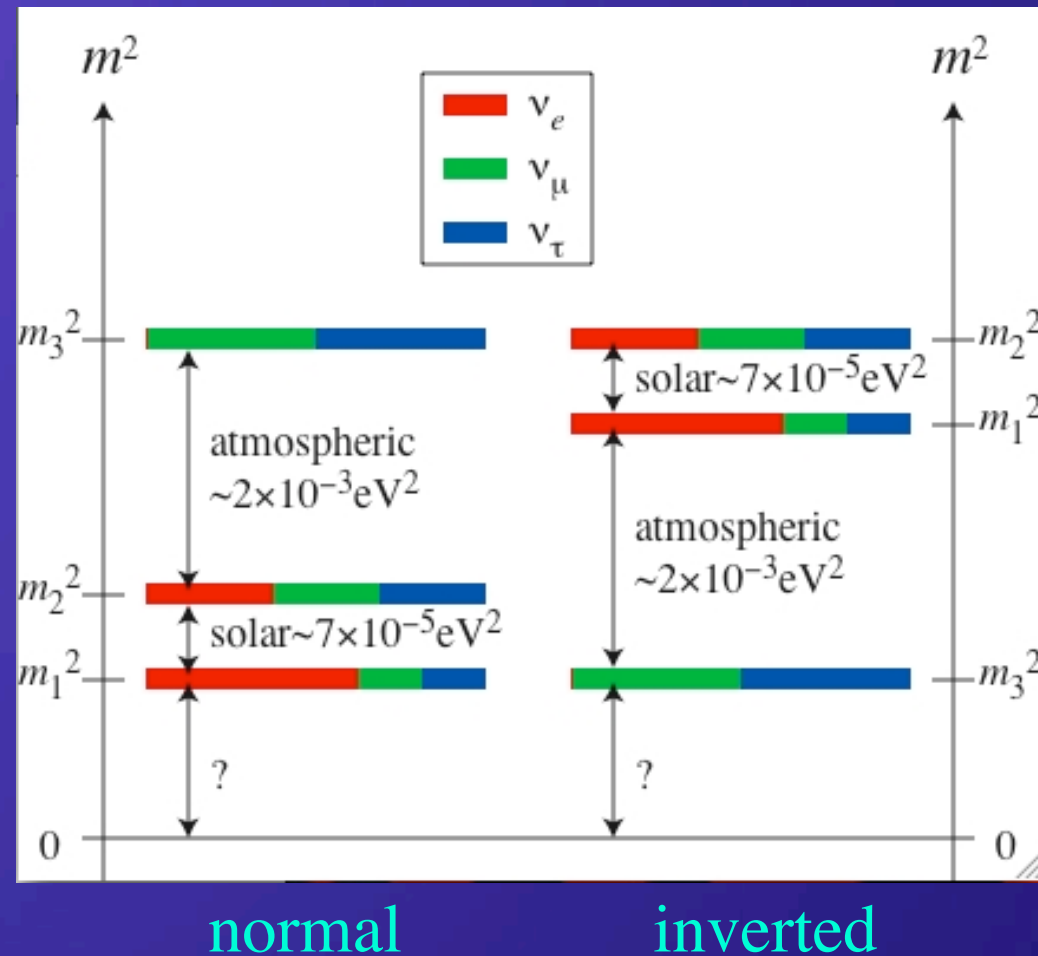 m²
m²
νe
νμ
ντ
m₃²
m₂²
solar~7×10⁻⁵eV²
m₁²
atmospheric
~2×10⁻³eV²
atmospheric
~2×10⁻³eV²
m₂²
solar~7×10⁻⁵eV²
m₁²
m₃²
?
?
0
0
normal
inverted